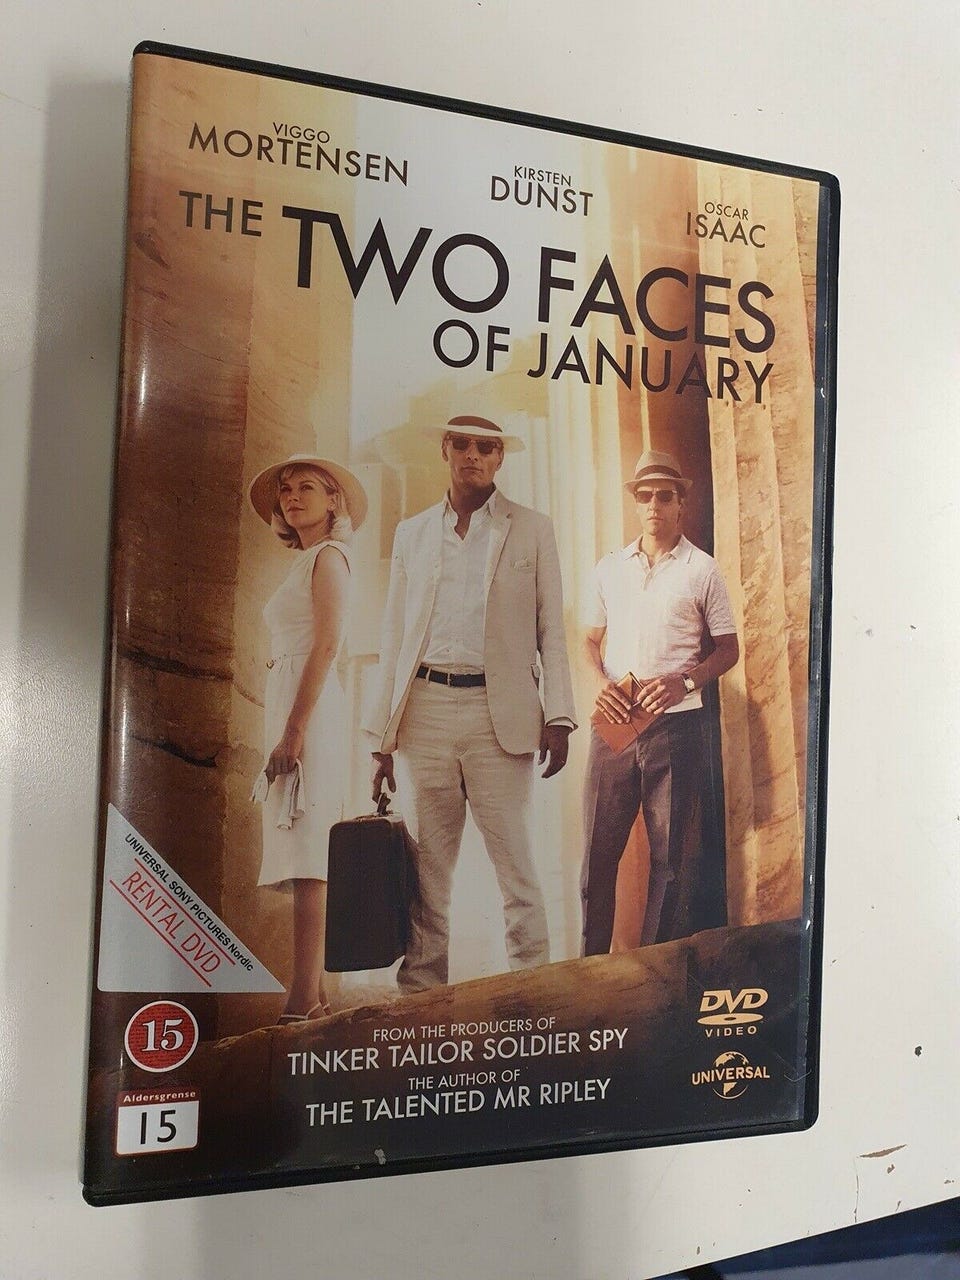 VIGGO
MORTENSEN
KIRSTEN
DUNST
OSCAR
ISAAC
THE TWO FACES
OF JANUARY
UNIVERSAL SONY PICTURES Nordic
RENTAL DVD
15
Aldersgrense
15
FROM THE PRODUCERS OF
TINKER TAILOR SOLDIER SPY
THE AUTHOR OF
THE TALENTED MR RIPLEY
DVD
VIDEO
UNIVERSAL